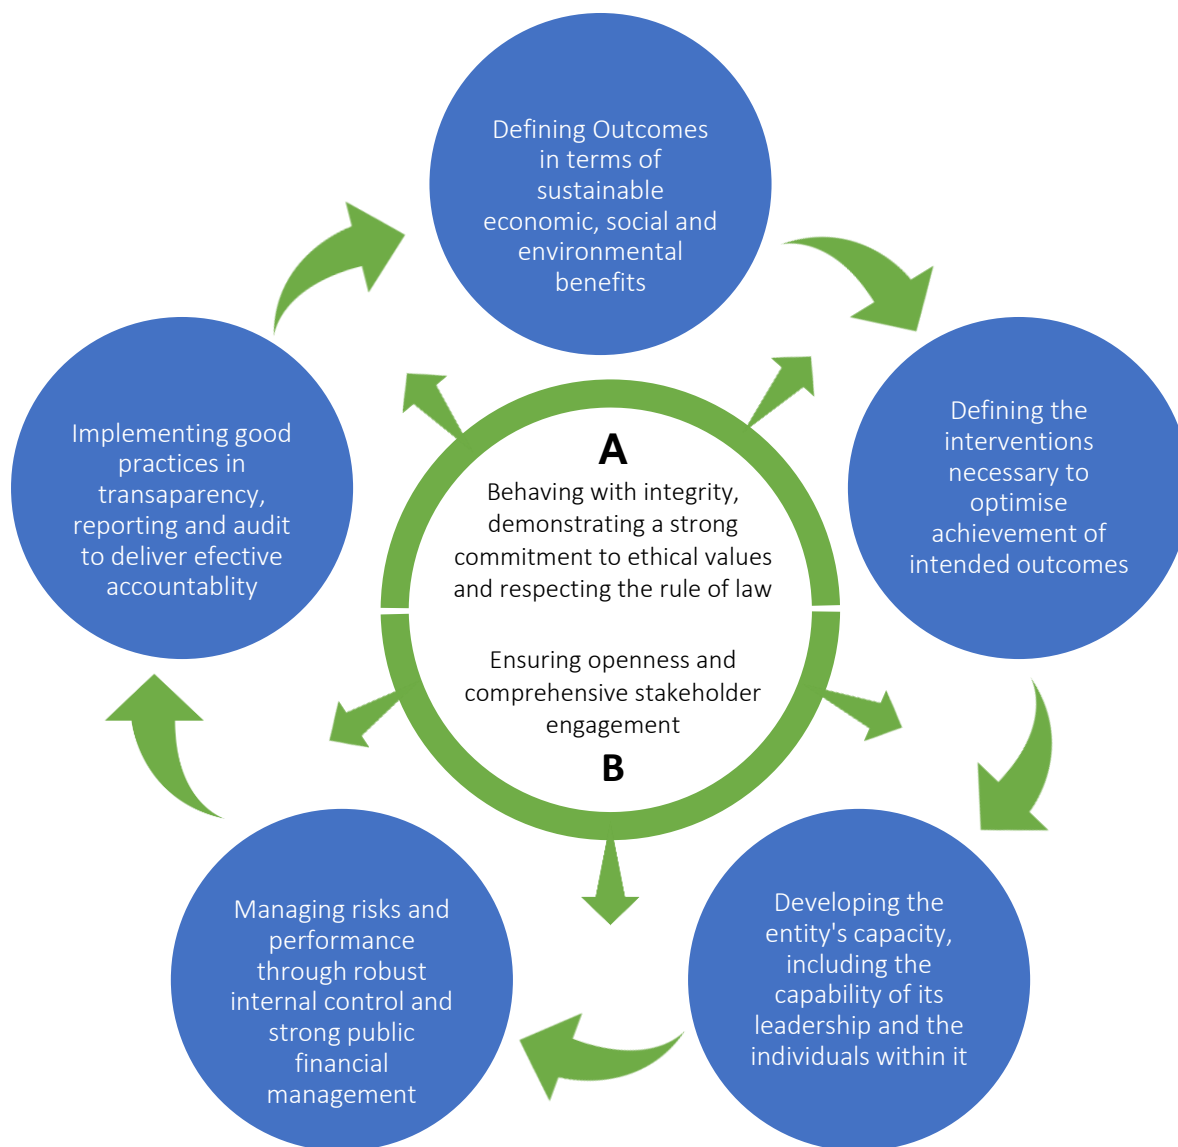 Defining Outcomes
in terms of
sustainable
economic, social and
environmental
benefits
Defining the
interventions
necessary to
optimise
achievement of
intended outcomes
Developing the
entity's capacity,
including the
capability of its
leadership and the
individuals within it
Managing risks and
performance
through robust
internal control and
strong public
financial
management
Implementing good
practices in
transaparency,
reporting and audit
to deliver efective
accountablity
A
Behaving with integrity,
demonstrating a strong
commitment to ethical values
and respecting the rule of law
Ensuring openness and
comprehensive stakeholder
engagement
B